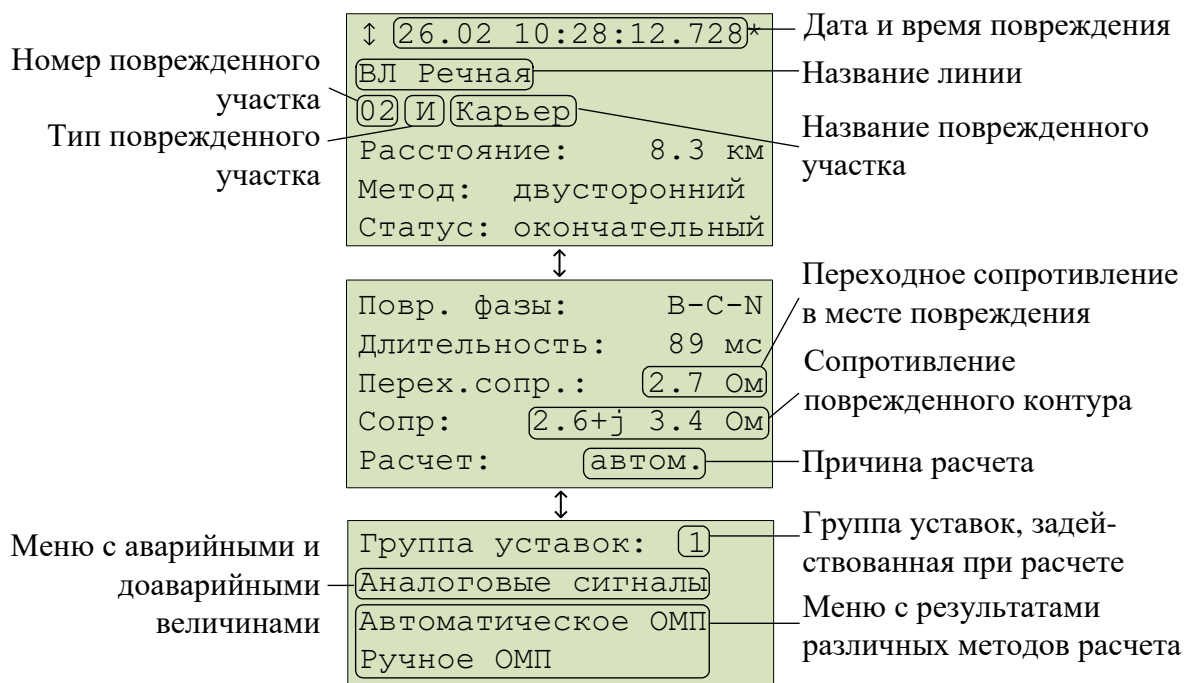 ↕ 26.02 10:28:12.728*
ВЛ Речная
02 И Карьер
Расстояние: 8.3 км
Метод: двусторонний
Статус: окончательный
Дата и время повреждения
Название линии
Название поврежденного
участка
Номер поврежденного
участка
Тип поврежденного
участка
↕
Повр. фазы: B-C-N
Длительность: 89 мс
Перех.сопр.: 2.7 Ом
Сопр: 2.6+j 3.4 Ом
Расчет: автом.
Переходное сопротивление
в месте повреждения
Сопротивление
поврежденного контура
Причина расчета
↕
Группа уставок: 1
Аналоговые сигналы
Автоматическое ОМП
Ручное ОМП
Меню с аварийными и
доаварийными
величинами
Группа уставок, задей-
ствованная при расчете
Меню с результатами
различных методов расчета